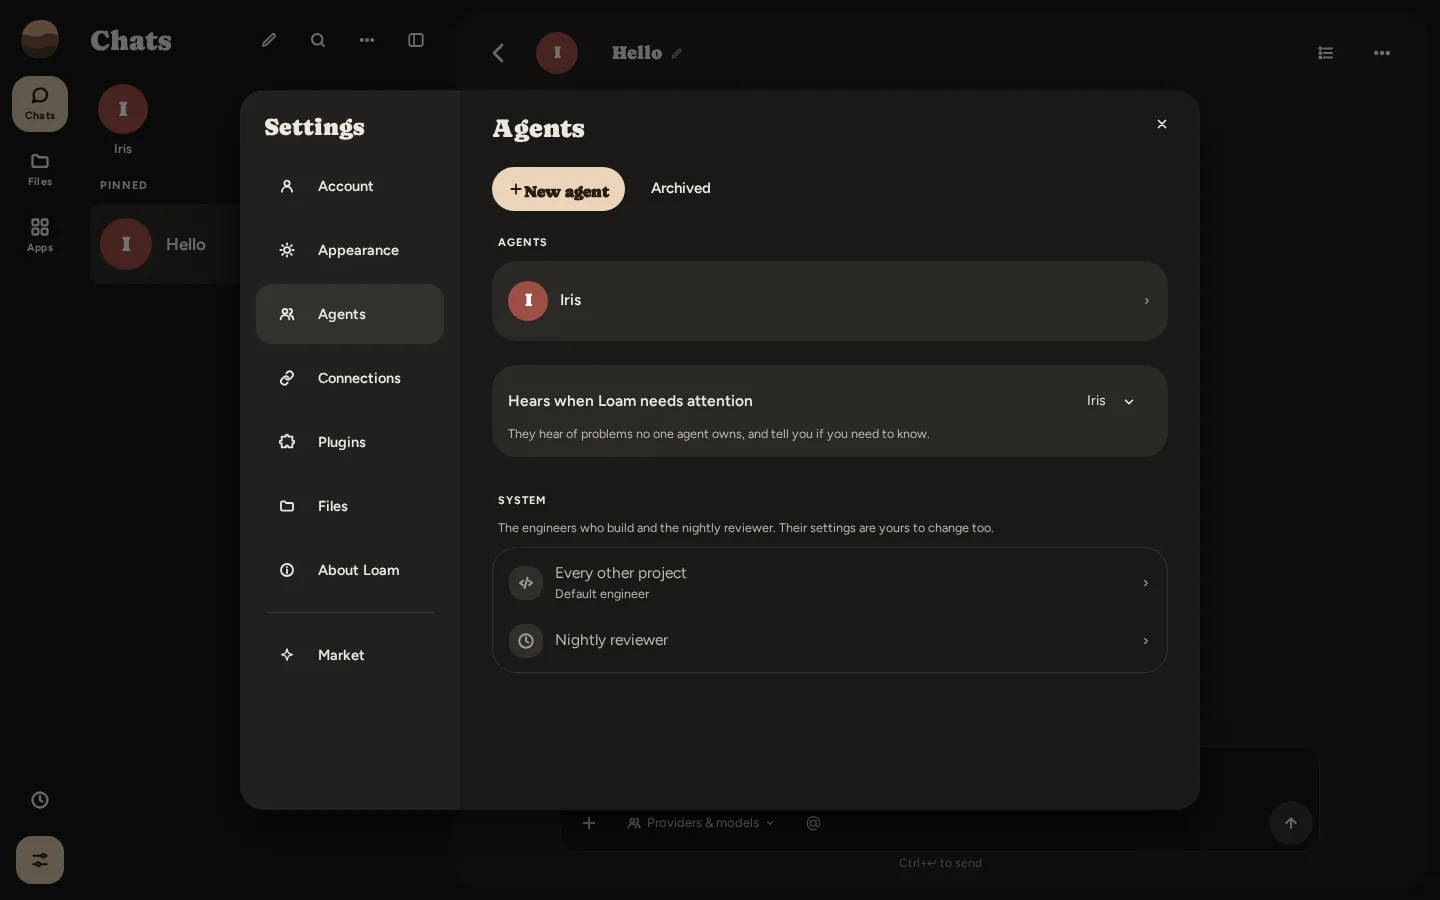 Chats
Chats
Files
Apps
I
Iris
PINNED
I
Hello
I
Hello
Settings
Account
Appearance
Agents
Connections
Plugins
Files
About Loam
Market
Agents
+ New agent
Archived
AGENTS
I
Iris
Hears when Loam needs attention
Iris
They hear of problems no one agent owns, and tell you if you need to know.
SYSTEM
The engineers who build and the nightly reviewer. Their settings are yours to change too.
Every other project
Default engineer
Nightly reviewer
Providers & models
@
Ctrl+↵ to send